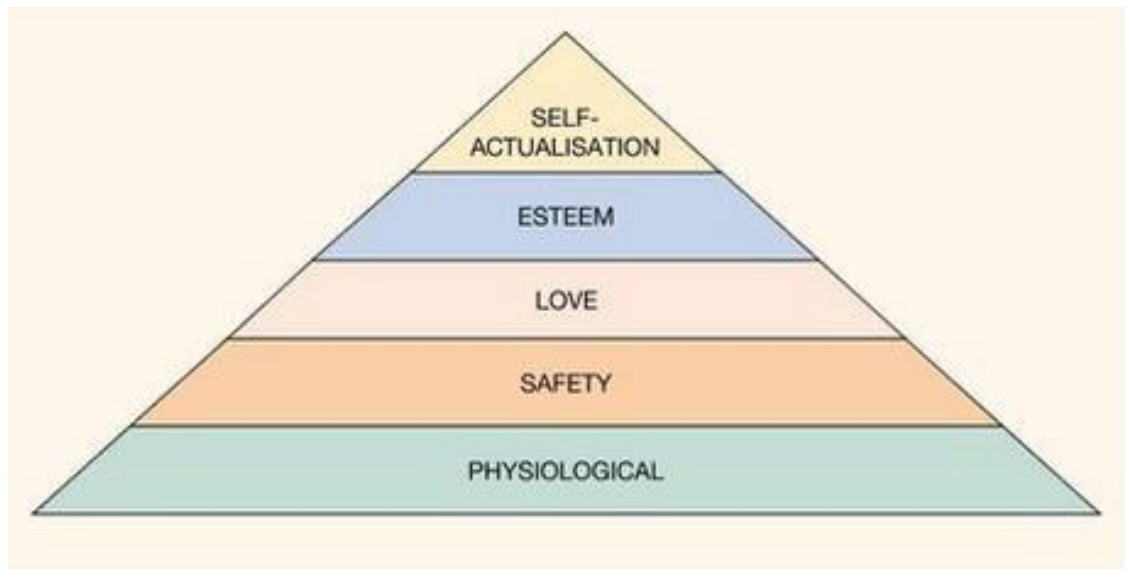 SELF-
ACTUALISATION
ESTEEM
LOVE
SAFETY
PHYSIOLOGICAL